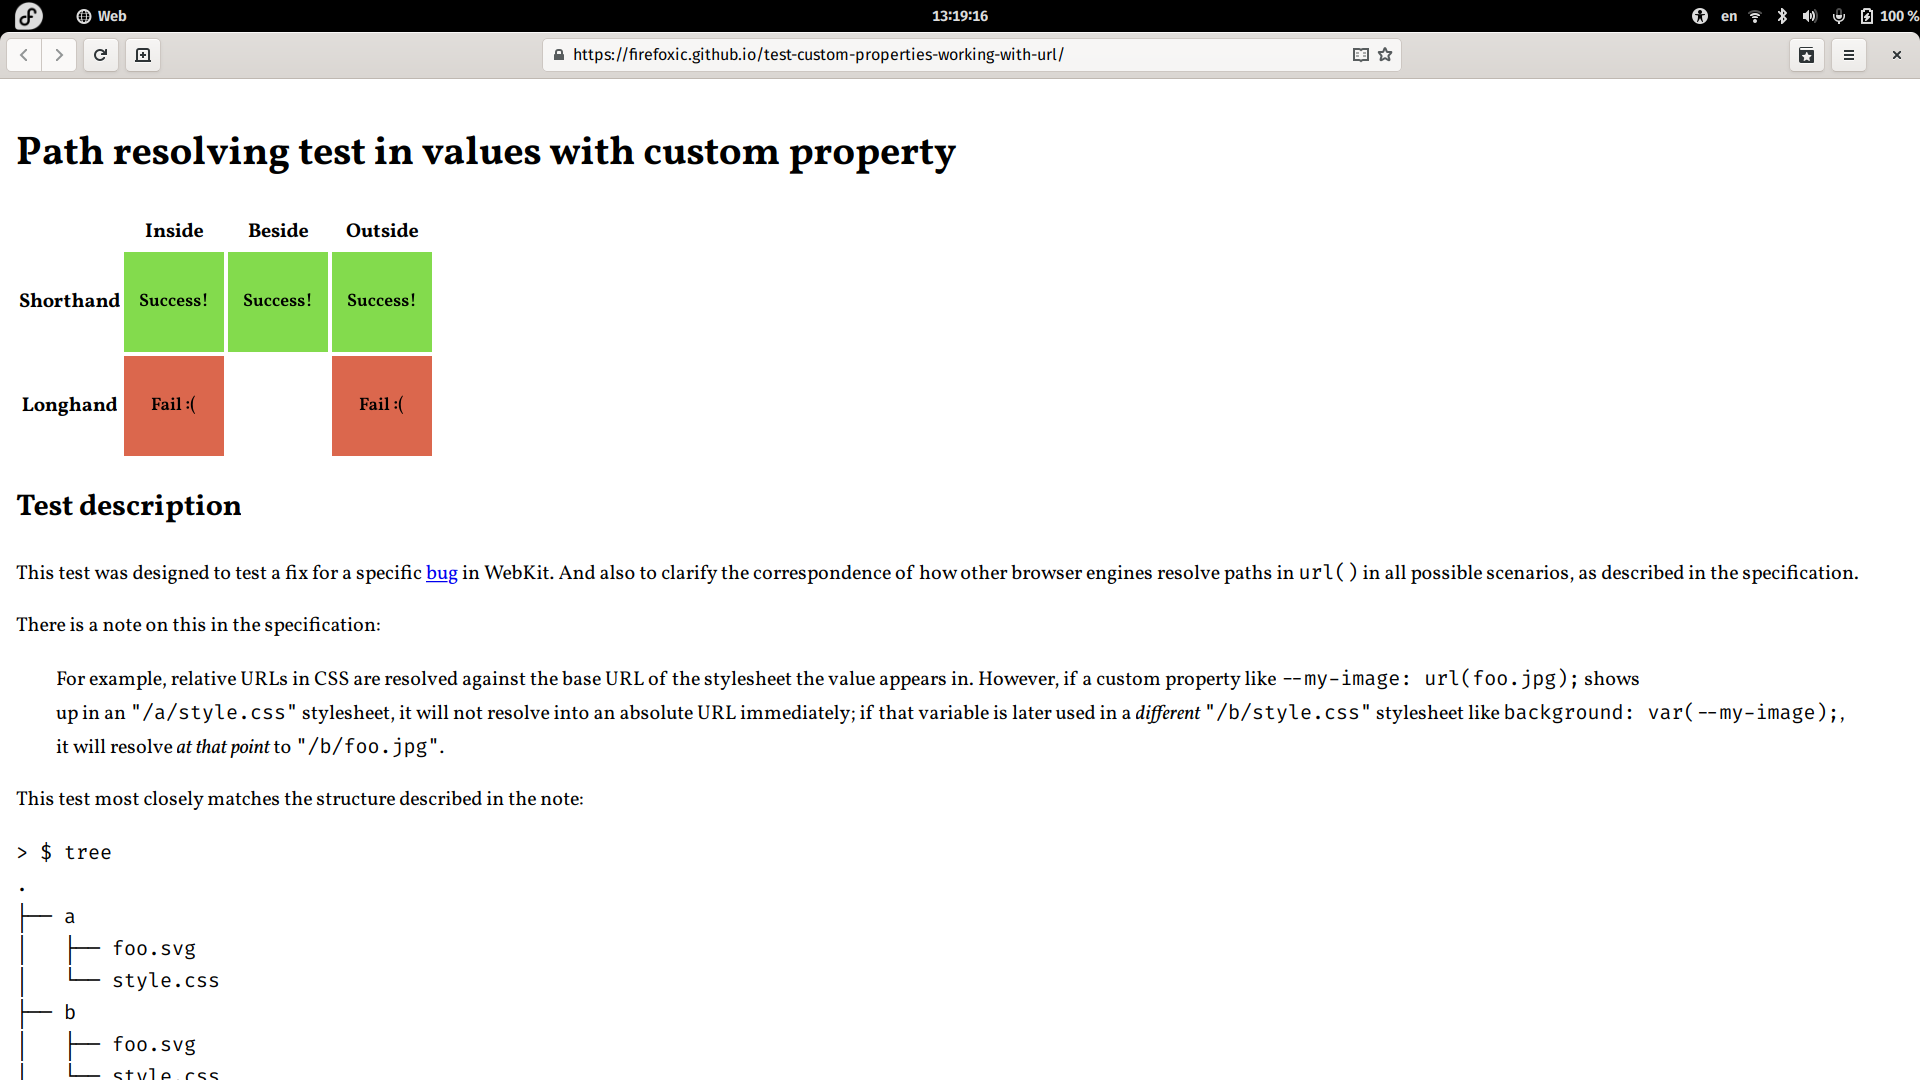 Web
13:19:16
en
100 %
https://firefoxic.github.io/test-custom-properties-working-with-url/
Path resolving test in values with custom property
Inside Beside Outside
Shorthand Success! Success! Success!
Longhand Fail :( Fail :(
Test description
This test was designed to test a fix for a specific bug in WebKit. And also to clarify the correspondence of how other browser engines resolve paths in url() in all possible scenarios, as described in the specification.
There is a note on this in the specification:
For example, relative URLs in CSS are resolved against the base URL of the stylesheet the value appears in. However, if a custom property like --my-image: url(foo.jpg); shows
up in an "/a/style.css" stylesheet, it will not resolve into an absolute URL immediately; if that variable is later used in a different "/b/style.css" stylesheet like background: var(--my-image);,
it will resolve at that point to "/b/foo.jpg".
This test most closely matches the structure described in the note:
> $ tree
.
├── a
│   ├── foo.svg
│   └── style.css
├── b
│   ├── foo.svg
│   └── style.css